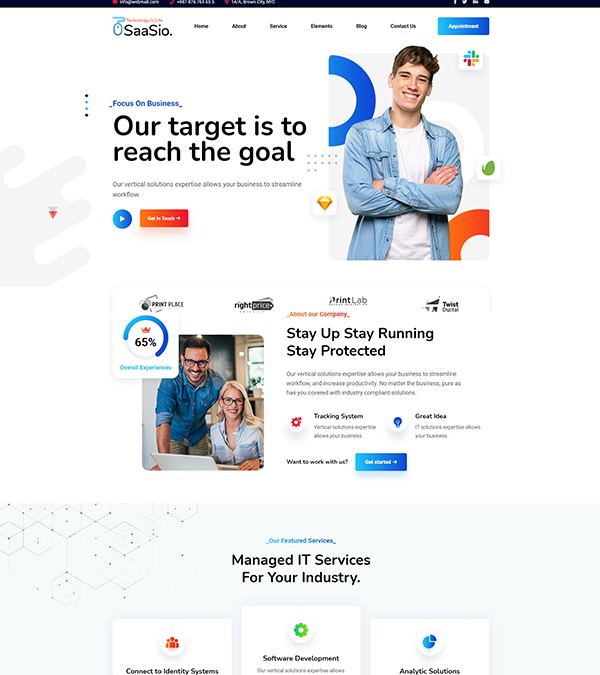 info@webmail.com +987 876 765 65 5 14/A, Brown City, NYC
Technology Is Life
SaaSio.
Home About Service Elements Blog Contact Us Appointment
_Focus On Business_
Our target is to
reach the goal
Our vertical solutions expertise allows your business to streamline
workflow.
Get In Touch →
PRINT PLACE
rightprice
PrintLab
Twist
Digital
65%
Overall Experiences
_About our Company_
Stay Up Stay Running
Stay Protected
Our vertical solutions expertise allows your business to streamline
workflow, and increase productivity. No matter the business, pure as
has you covered with industry compliant solutions.
Tracking System
Vertical solutions expertise
allows your business.
Great Idea
IT solutions expertise allows
your business.
Want to work with us?
Get started →
_Our Featured Services_
Managed IT Services
For Your Industry.
Connect to Identity Systems
Software Development
Our vertical solutions expertise allows
Analytic Solutions